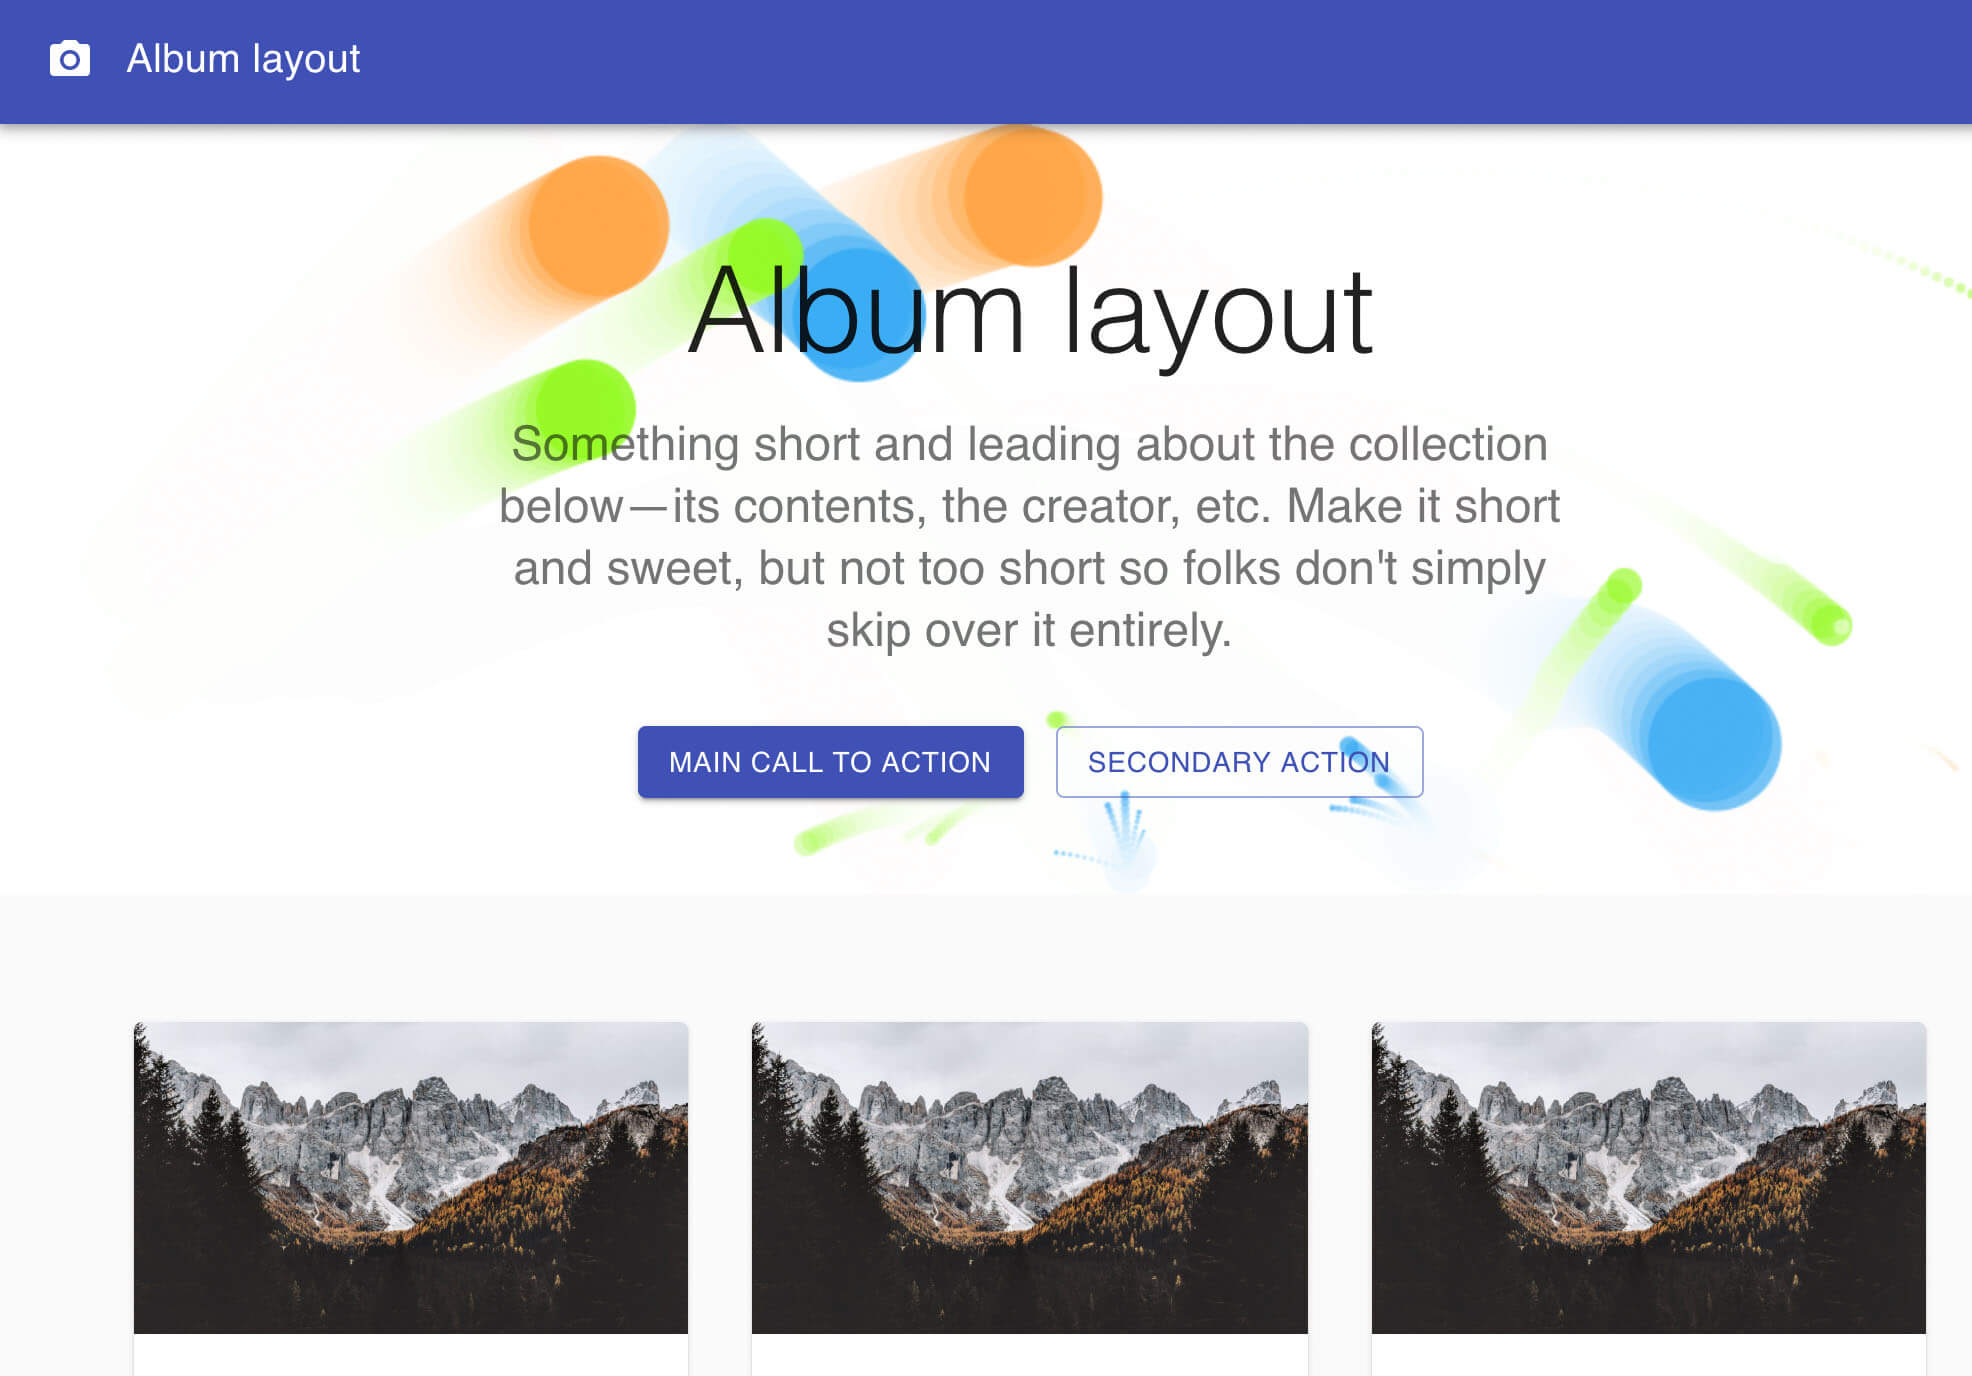 Album layout
Album layout
Something short and leading about the collection
below—its contents, the creator, etc. Make it short
and sweet, but not too short so folks don't simply
skip over it entirely.
MAIN CALL TO ACTION
SECONDARY ACTION